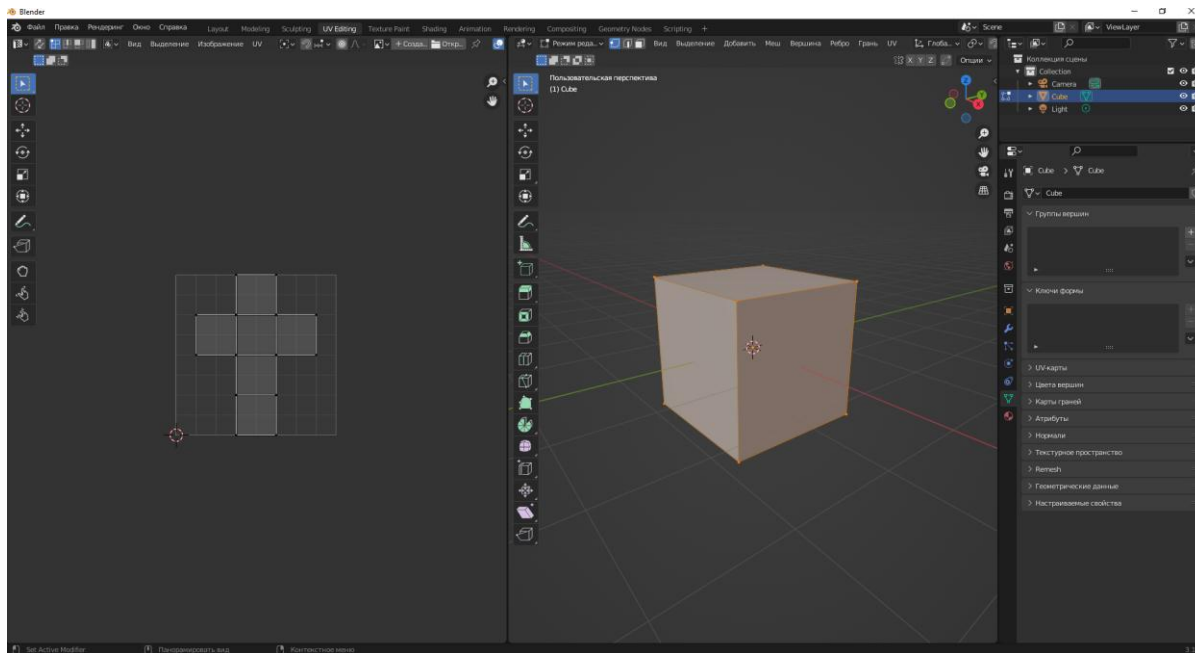 Blender
Файл Правка Рендеринг Окно Справка Layout Modeling Sculpting UV Editing Texture Paint Shading Animation Rendering Compositing Geometry Nodes Scripting + Scene ViewLayer
Вид Выделение Изображение UV + Созда.. Откр.. Режим реда.. Вид Выделение Добавить Меш Вершина Ребро Грань UV Глоба..
X Y Z Опции
Пользовательская перспектива
(1) Cube
Коллекция сцены
Collection
Camera
Cube
Light
Cube > Cube
Cube
Группы вершин
Ключи формы
UV-карты
Цвета вершин
Карты граней
Атрибуты
Нормали
Текстурное пространство
Remesh
Геометрические данные
Настраиваемые свойства
Set Active Modifier Панорамировать вид Контекстное меню